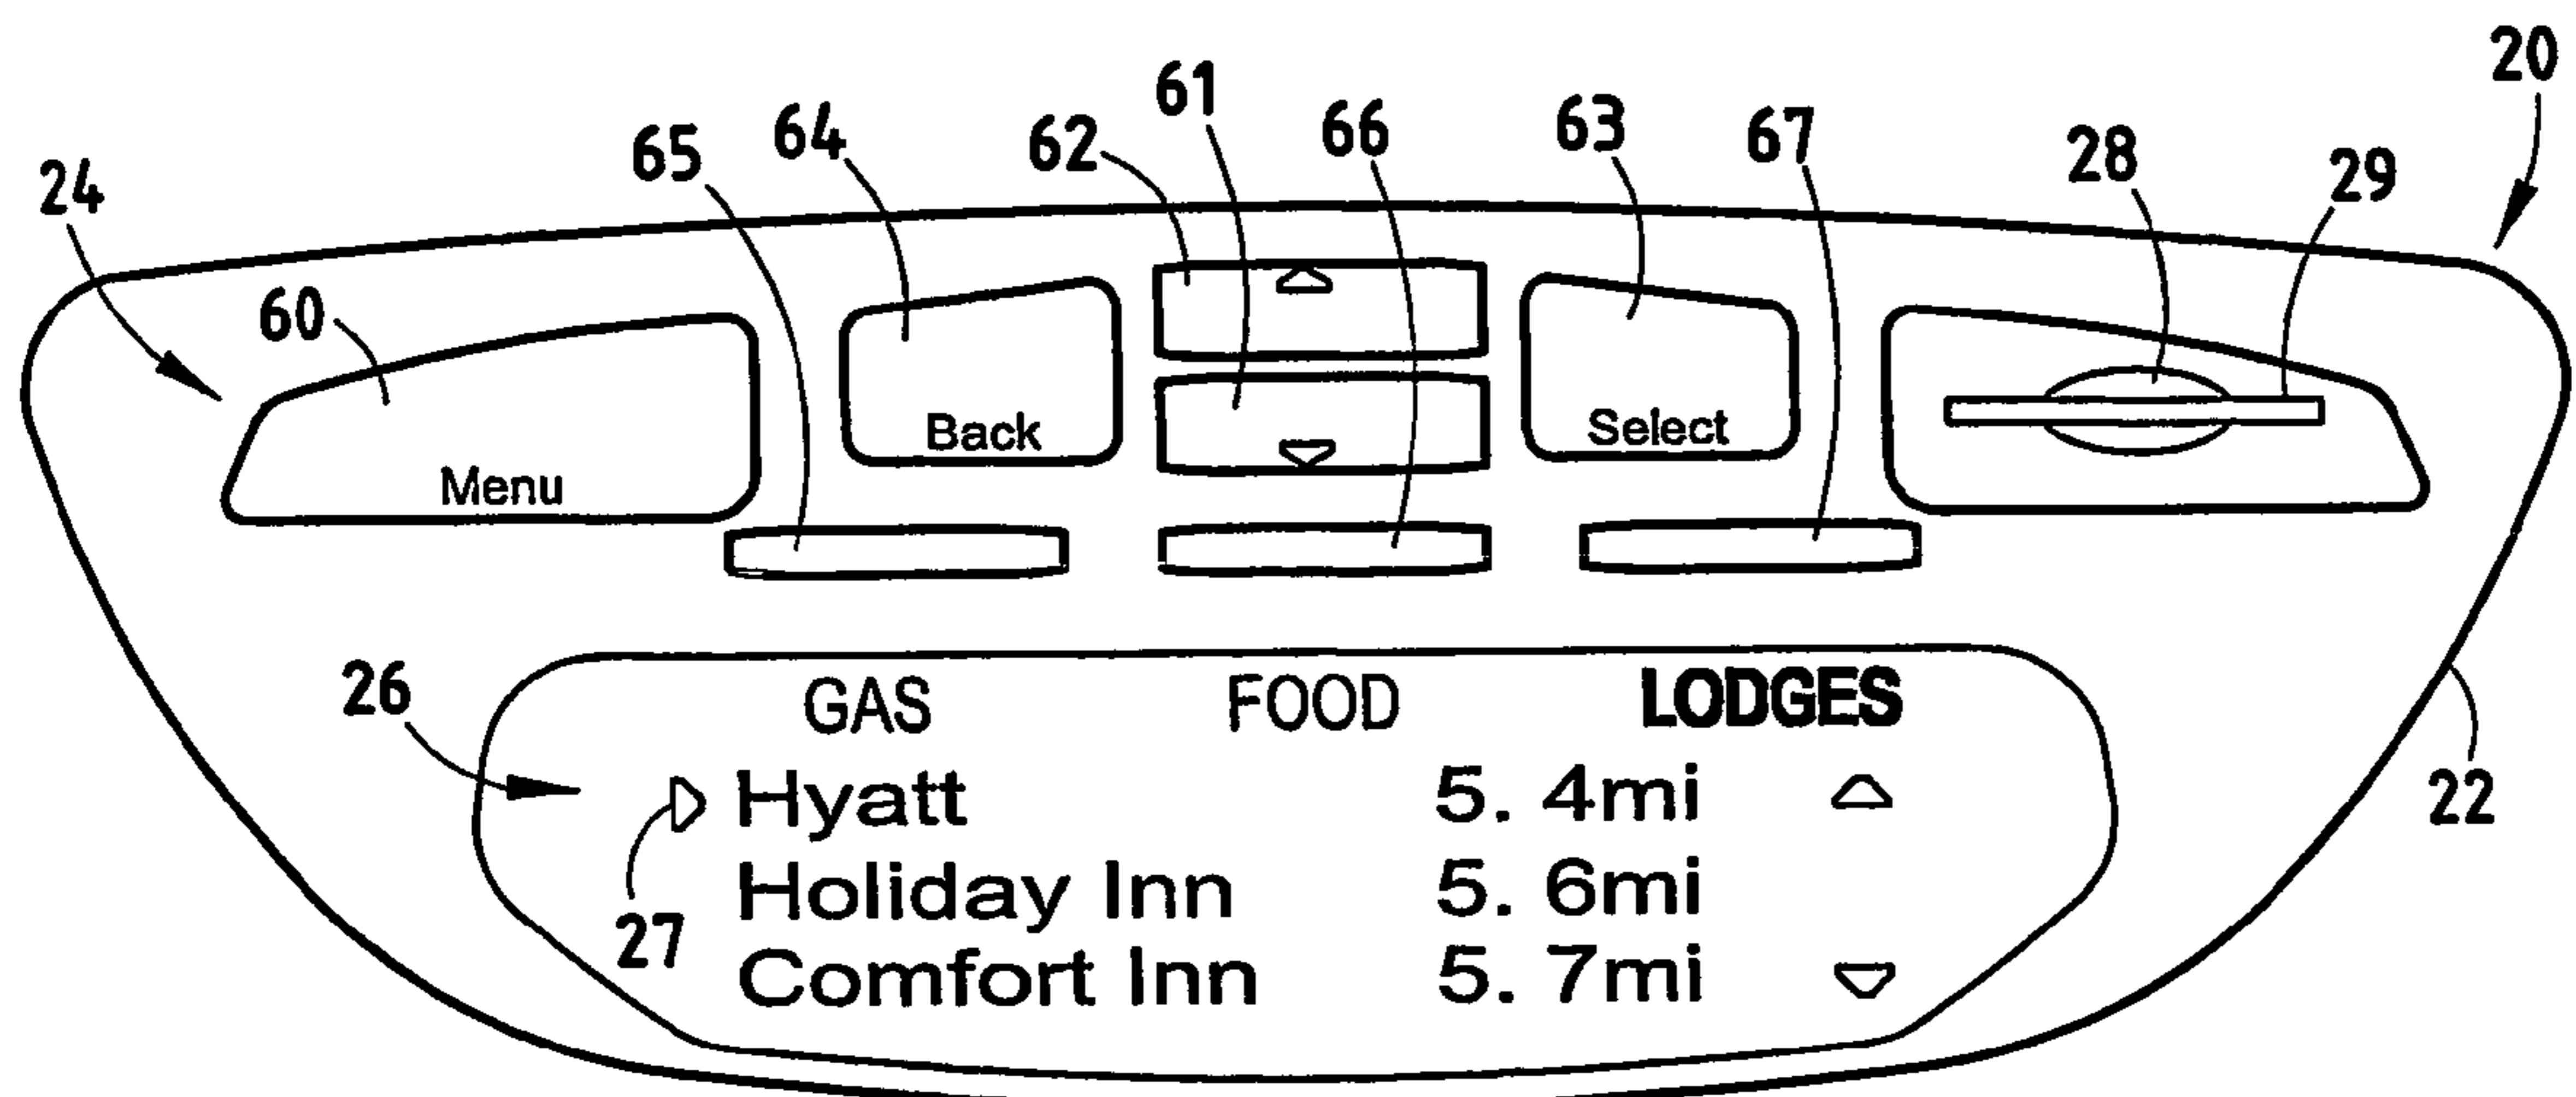 20
61
62 66 63 67
65 64 28 29
24
60
Back Select
Menu
26 GAS FOOD LODGES
Hyatt 5. 4mi
22
Holiday Inn 5. 6mi
27
Comfort Inn 5. 7mi